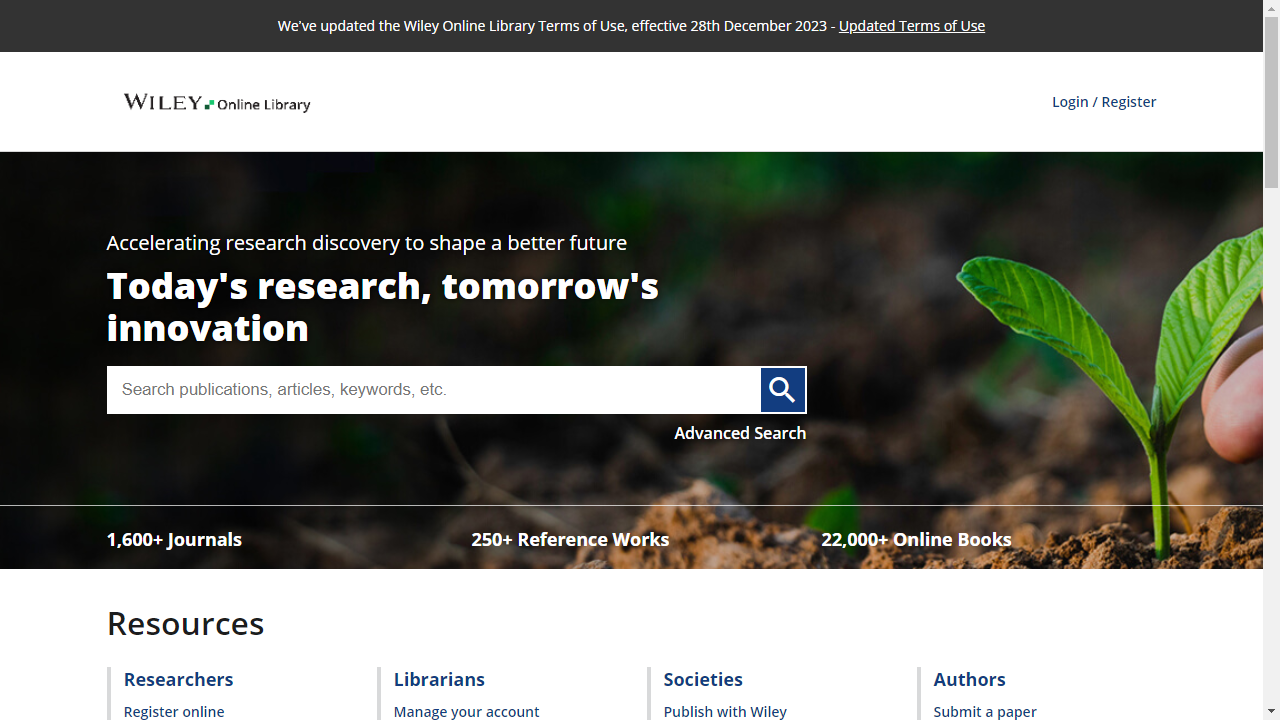 We've updated the Wiley Online Library Terms of Use, effective 28th December 2023 - Updated Terms of Use
WILEY Online Library
Login / Register
Accelerating research discovery to shape a better future
Today's research, tomorrow's
innovation
Search publications, articles, keywords, etc.
Advanced Search
1,600+ Journals
250+ Reference Works
22,000+ Online Books
Resources
Researchers
Librarians
Societies
Authors
Register online
Manage your account
Publish with Wiley
Submit a paper